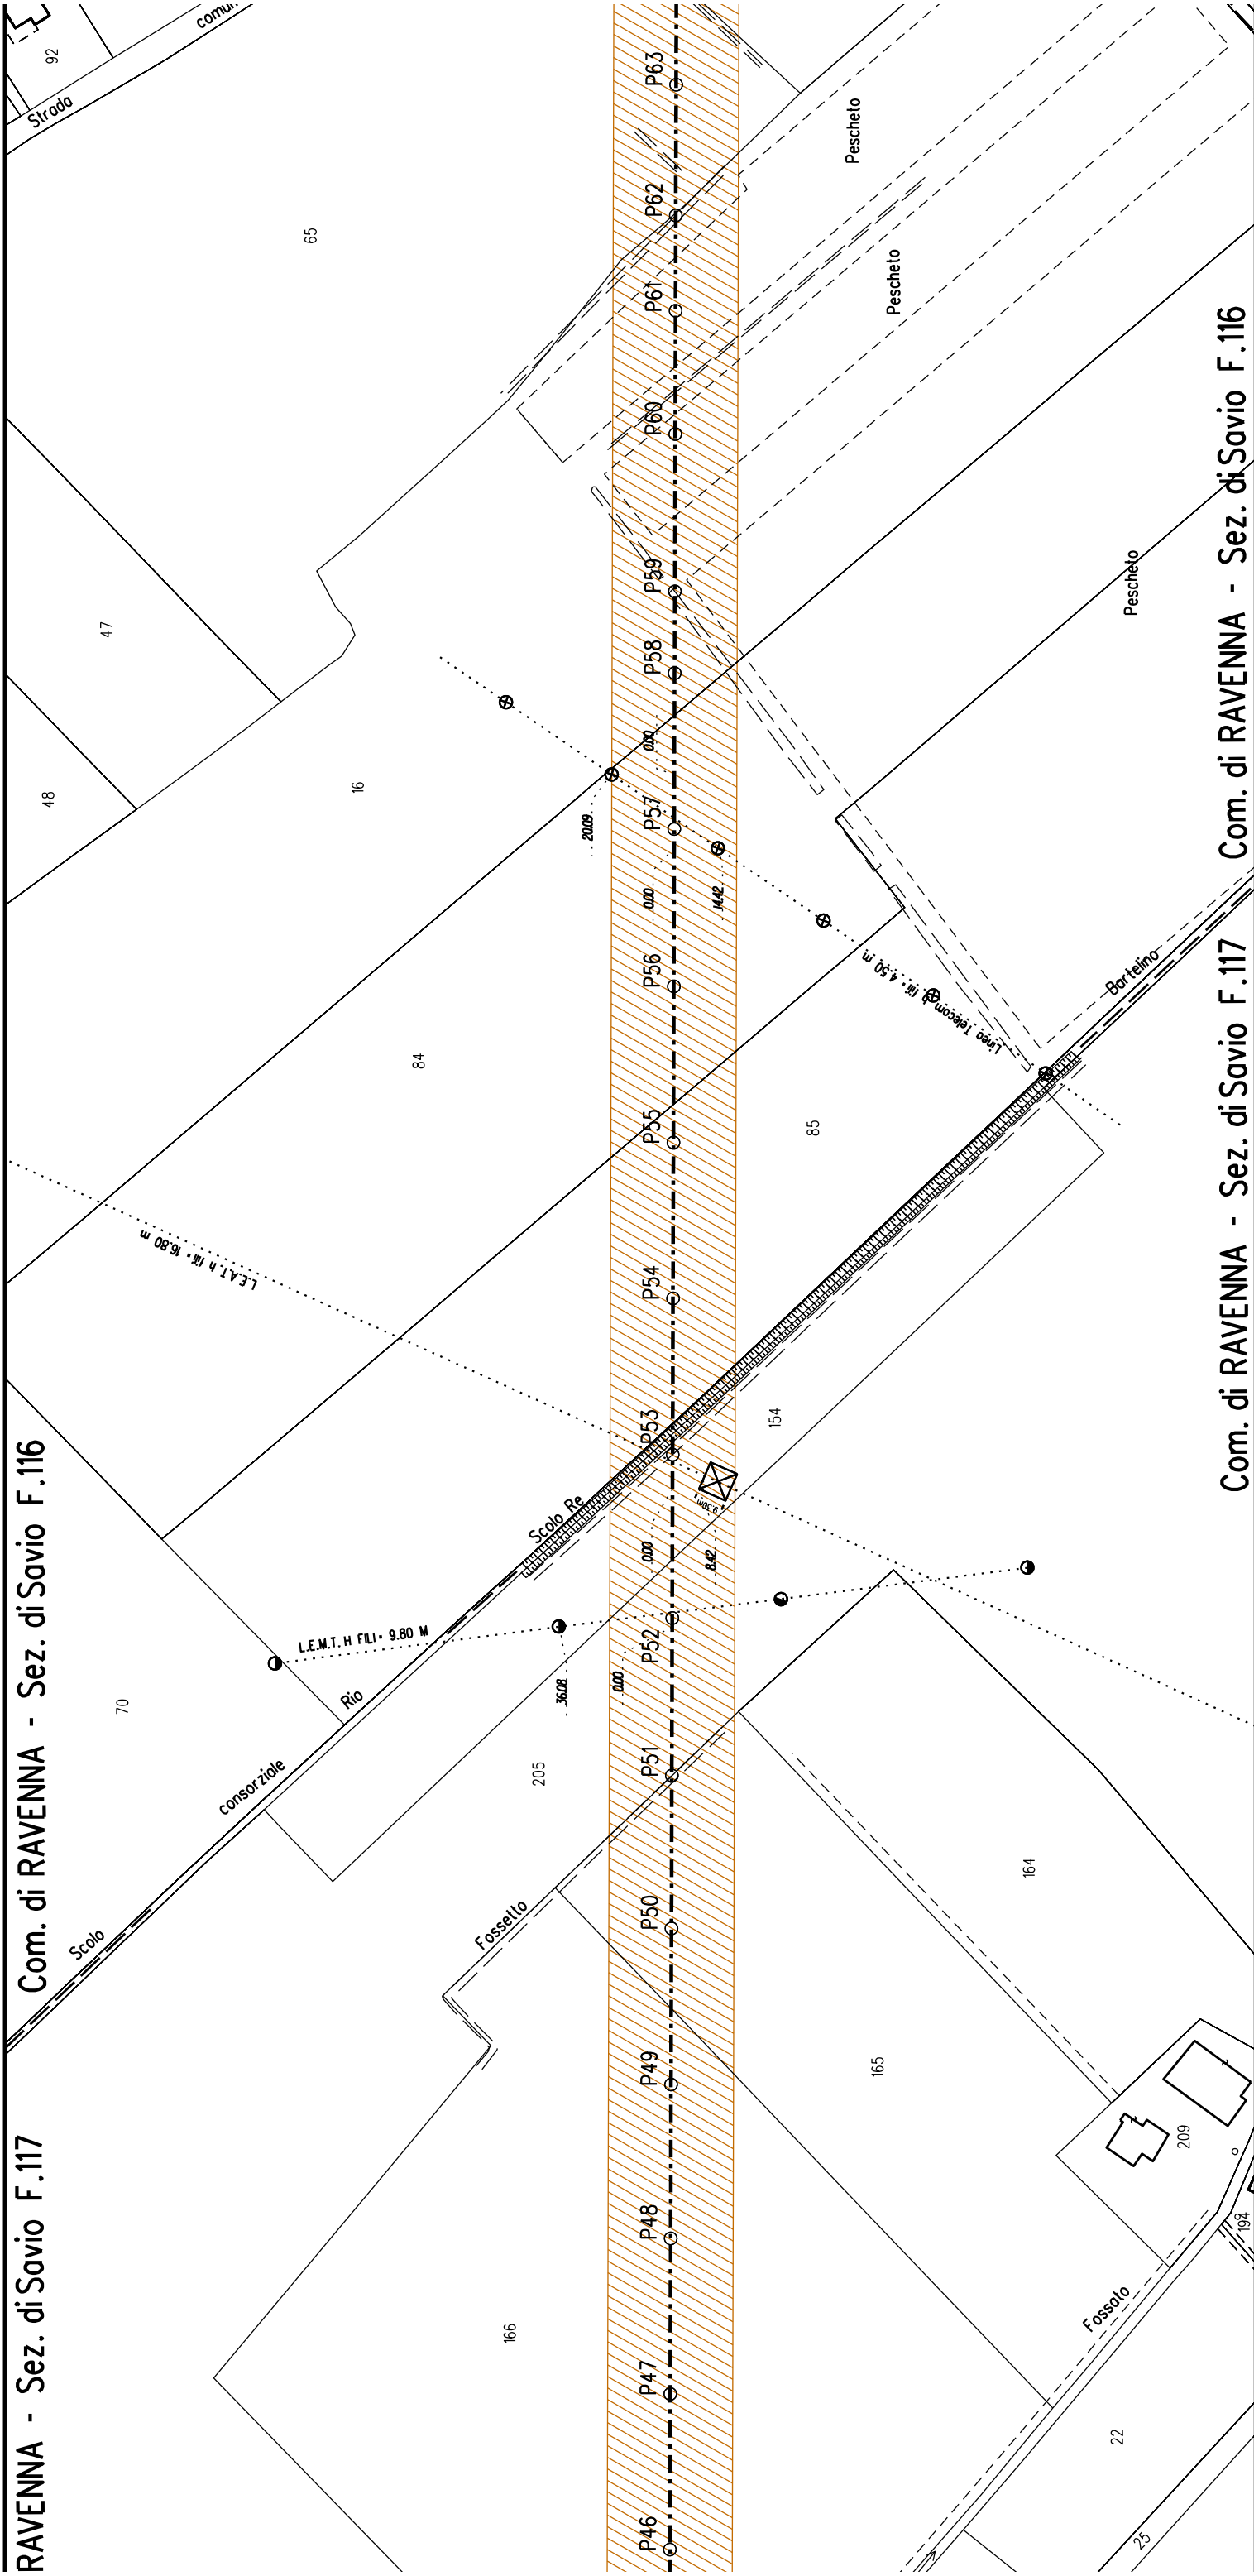 92
Strada
comun
P63
Pescheto
P62
65
Pescheto
P61
P60
Com. di RAVENNA - Sez. di Savio F.116
Pescheto
P59
47
P58
0.00
48
16
20.09
P57
0.00
14.42
Linea Telecom h fili = 4.50 m
P56
Bartelino
Com. di RAVENNA - Sez. di Savio F.117
84
P55
85
L.E.A.T. h fili = 16.80 m
P54
P53
154
Com. di RAVENNA - Sez. di Savio F.116
Scolo Re
9.30m
0.00
8.42
L.E.M.T. H FILI = 9.80 M
P52
36.08
0.00
70
Rio
consorziale
205
P51
164
Scolo
Fossetto
P50
P49
165
209
RAVENNA - Sez. di Savio F.117
P48
194
Fossato
166
P47
22
P46
25